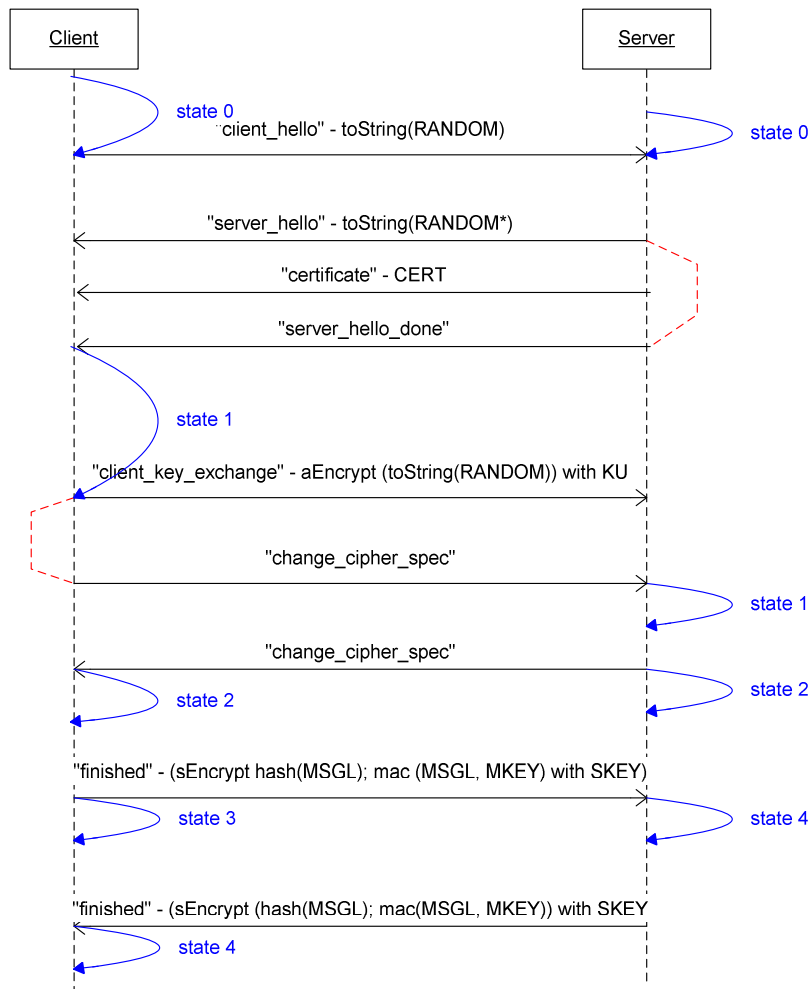 Client
Server
state 0
"client_hello" - toString(RANDOM)
state 0
"server_hello" - toString(RANDOM*)
"certificate" - CERT
"server_hello_done"
state 1
"client_key_exchange" - aEncrypt (toString(RANDOM)) with KU
"change_cipher_spec"
state 1
"change_cipher_spec"
state 2
state 2
"finished" - (sEncrypt hash(MSGL); mac (MSGL, MKEY) with SKEY)
state 3
state 4
"finished" - (sEncrypt (hash(MSGL); mac(MSGL, MKEY)) with SKEY
state 4